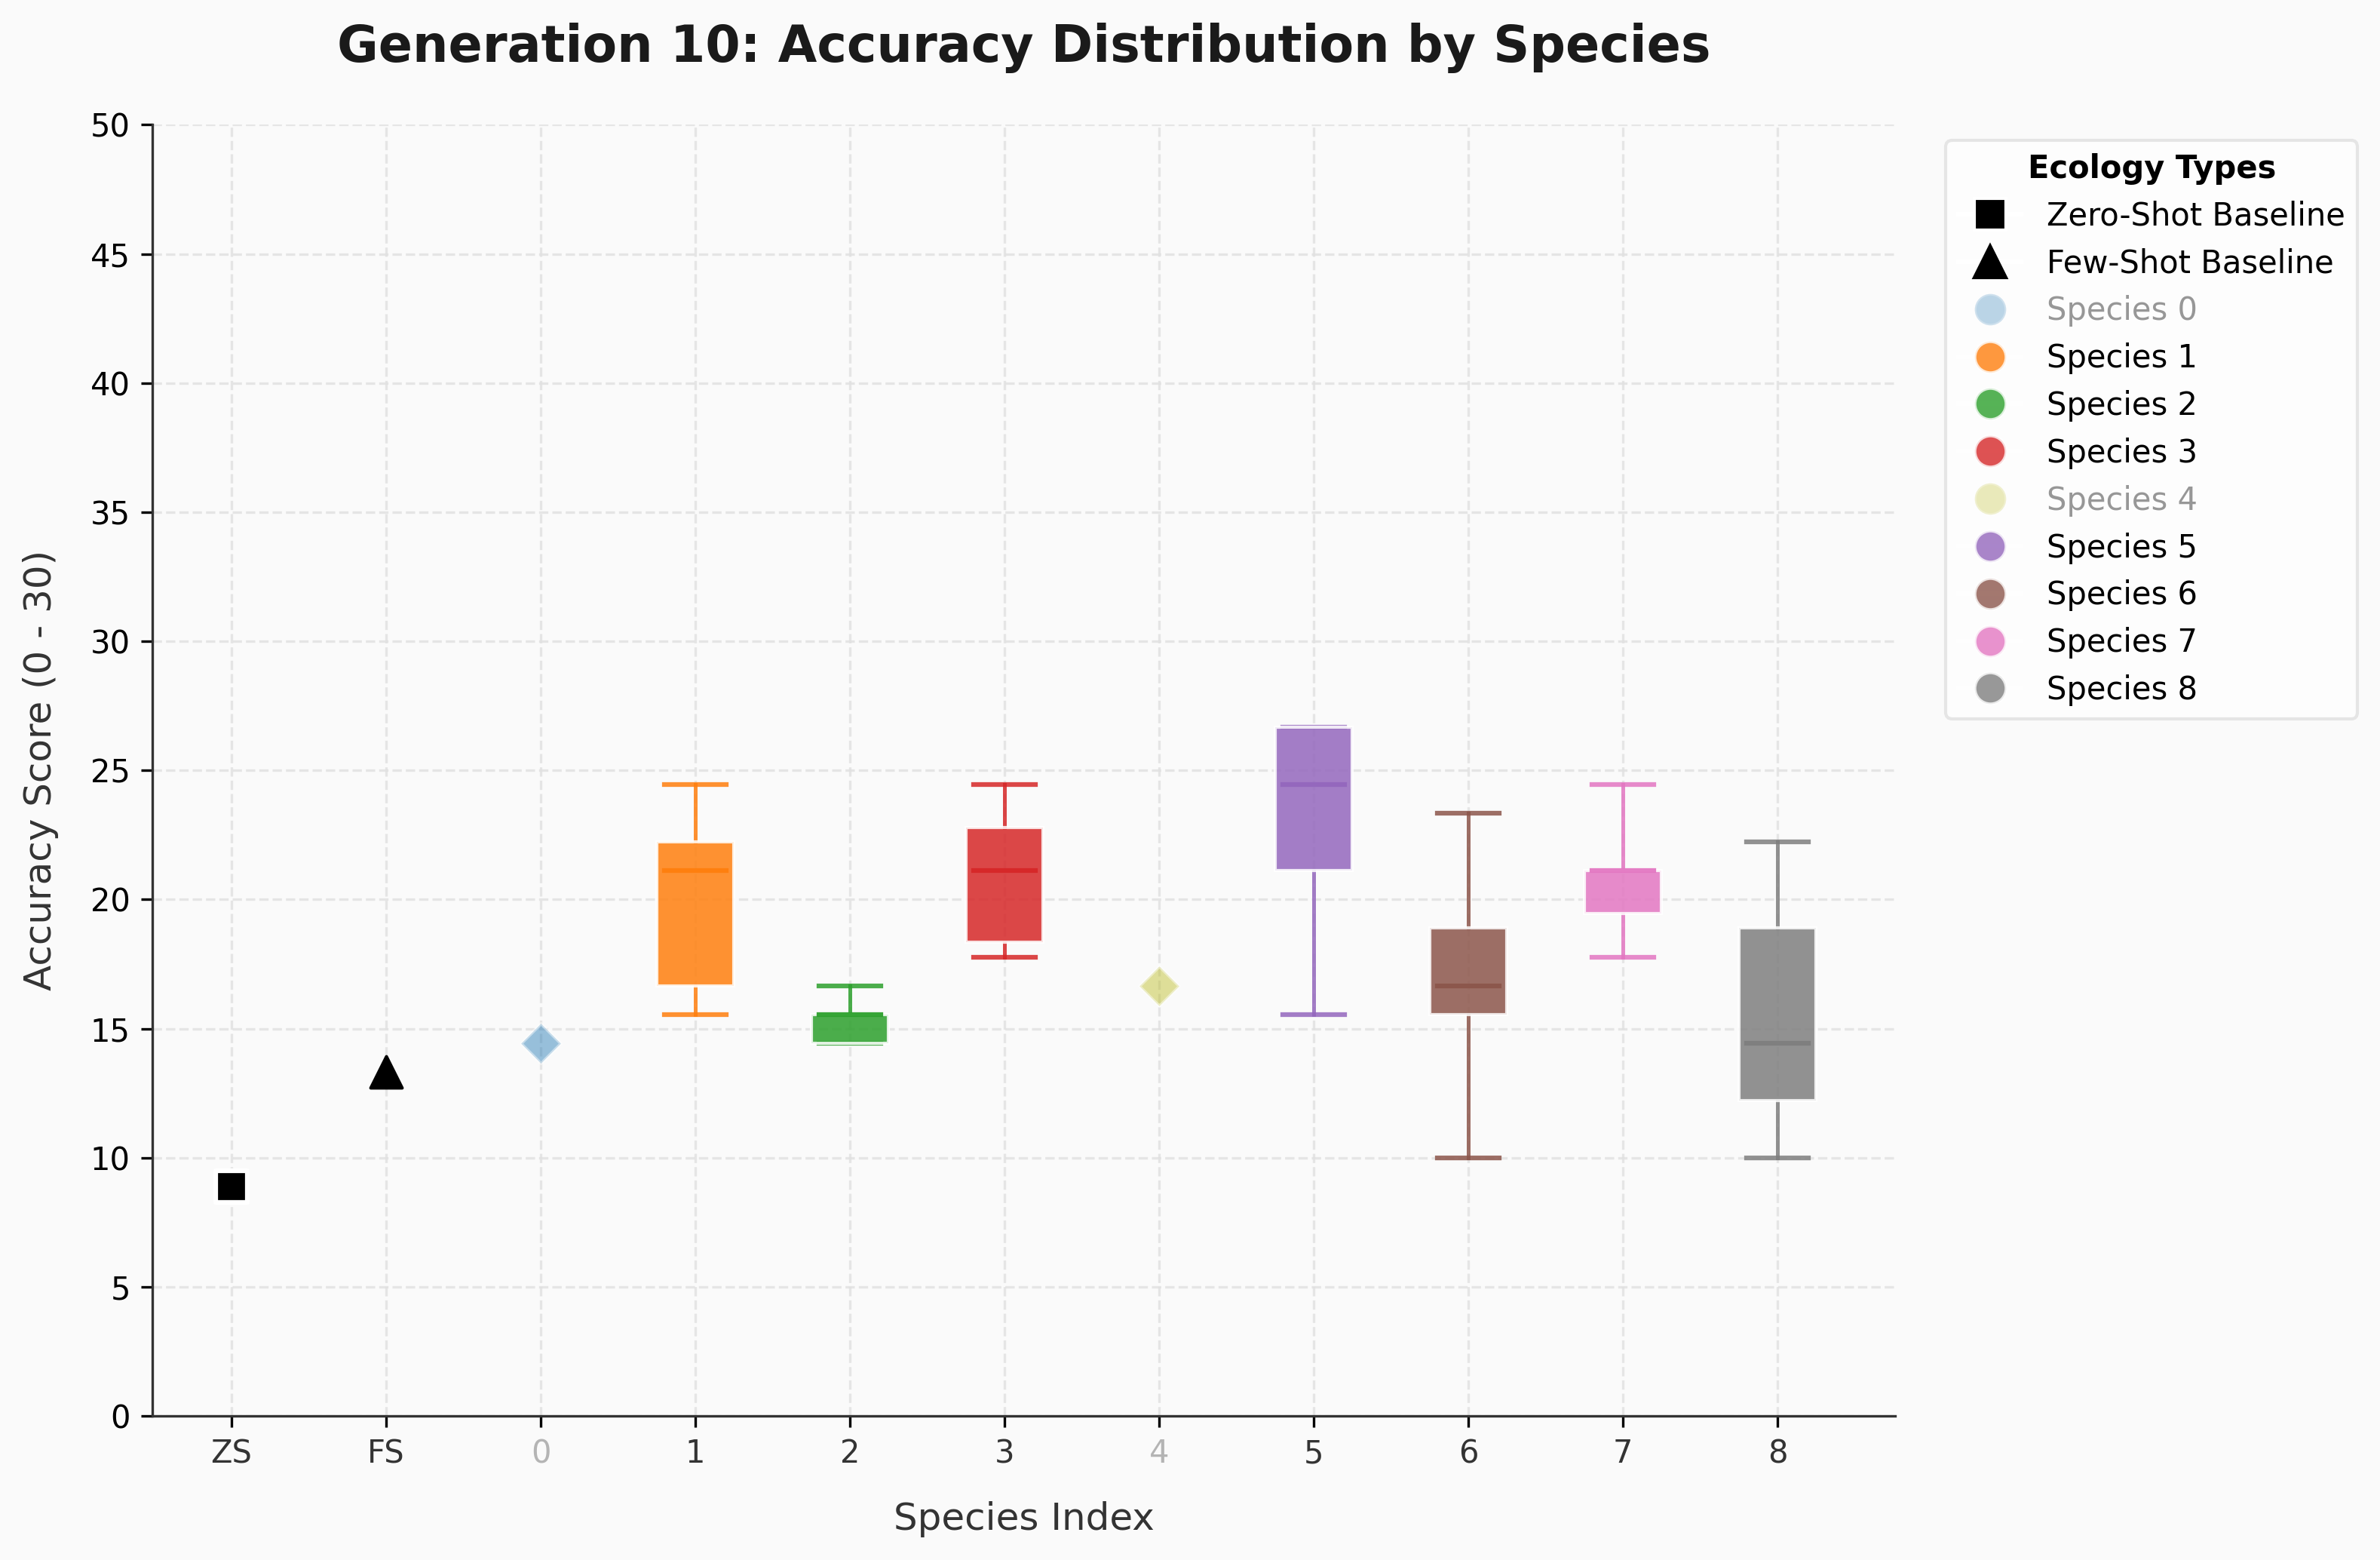 Generation 10: Accuracy Distribution by Species
50
45
40
35
30
25
20
15
10
5
0
Accuracy Score (0 - 30)
ZS
FS
0
1
2
3
4
5
6
7
8
Species Index
Ecology Types
Zero-Shot Baseline
Few-Shot Baseline
Species 0
Species 1
Species 2
Species 3
Species 4
Species 5
Species 6
Species 7
Species 8